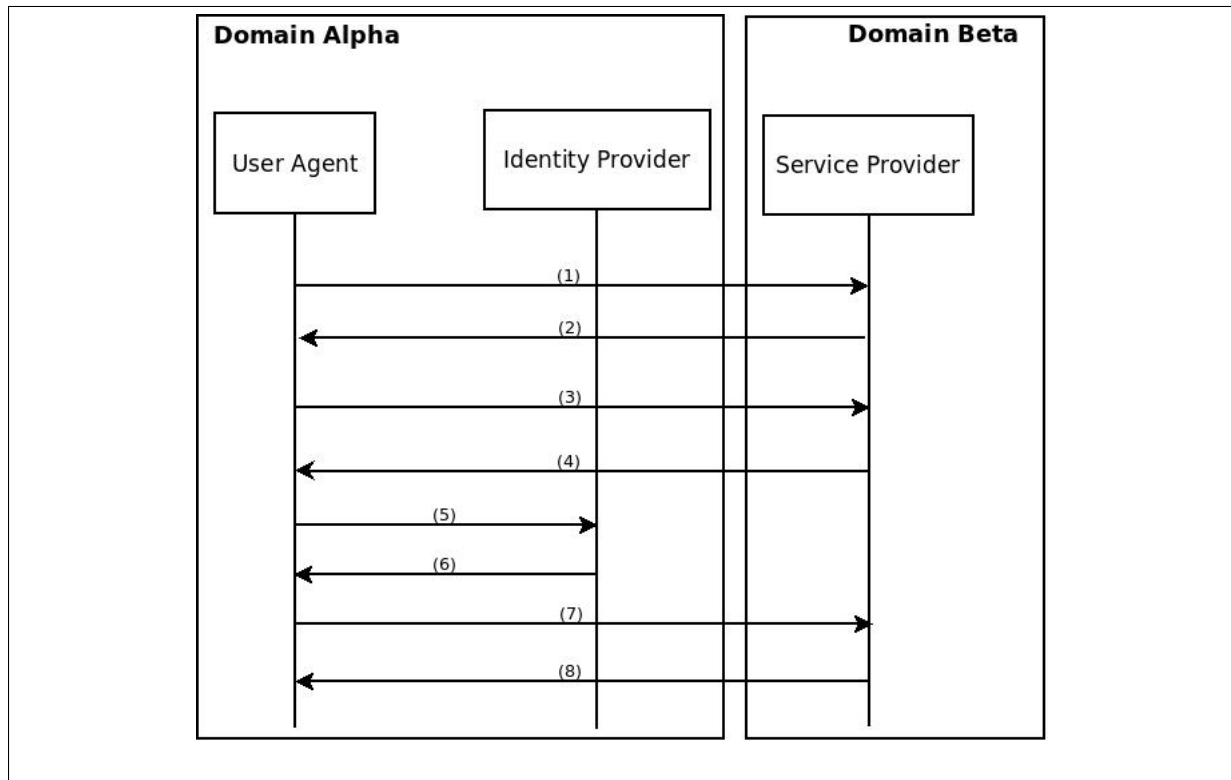 Domain Alpha
Domain Beta
User Agent
Identity Provider
Service Provider
(1)
(2)
(3)
(4)
(5)
(6)
(7)
(8)